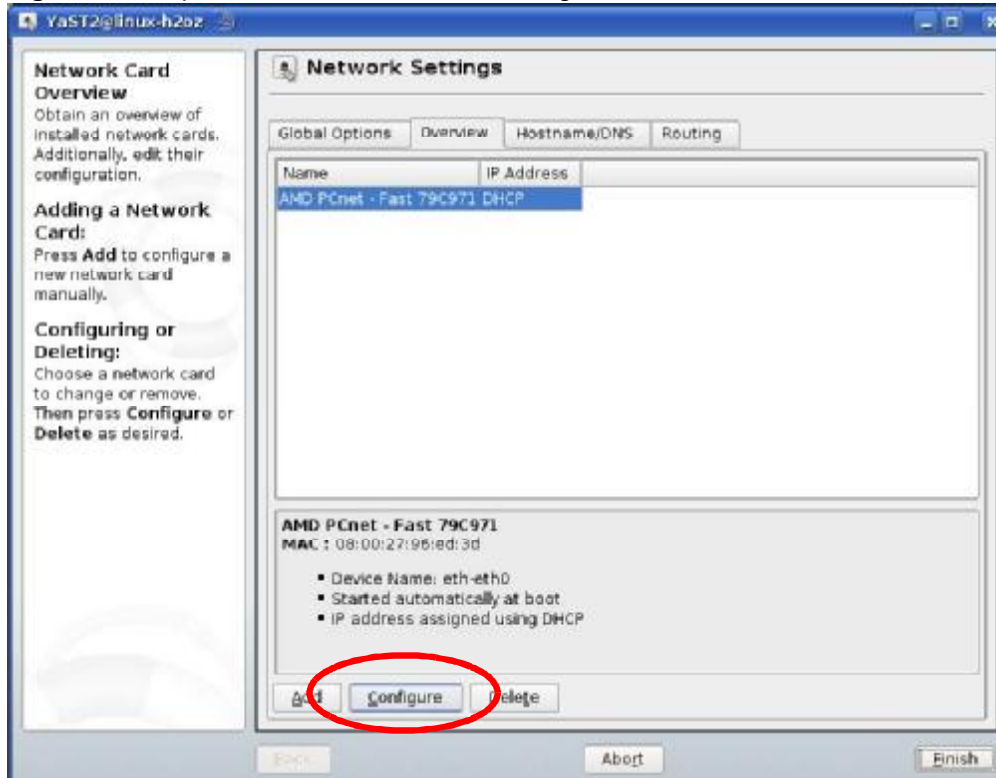 YaST2@linux-h2oz
Network Card
Overview
Obtain an overview of
installed network cards.
Additionally, edit their
configuration.
Adding a Network
Card:
Press Add to configure a
new network card
manually.
Configuring or
Deleting:
Choose a network card
to change or remove.
Then press Configure or
Delete as desired.
Network Settings
Global Options Overview Hostname/DNS Routing
Name IP Address
AMD PCnet - Fast 79C971 DHCP
AMD PCnet - Fast 79C971
MAC : 08:00:27:96:ed:3d
▪ Device Name: eth-eth0
▪ Started automatically at boot
▪ IP address assigned using DHCP
Add Configure Delete
Back Abort Finish